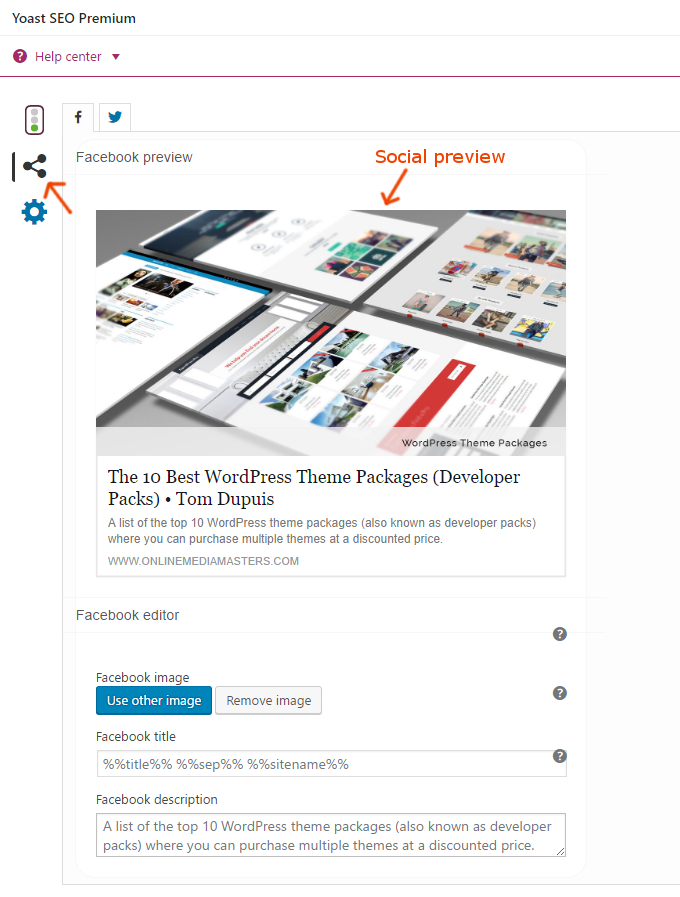 Yoast SEO Premium
Help center
Facebook preview
Social preview
WordPress Theme Packages
The 10 Best WordPress Theme Packages (Developer
Packs) • Tom Dupuis
A list of the top 10 WordPress theme packages (also known as developer packs)
where you can purchase multiple themes at a discounted price.
WWW.ONLINEMEDIAMASTERS.COM
Facebook editor
Facebook image
Use other image
Remove image
Facebook title
%%title%% %%sep%% %%sitename%%
Facebook description
A list of the top 10 WordPress theme packages (also known as developer
packs) where you can purchase multiple themes at a discounted price.